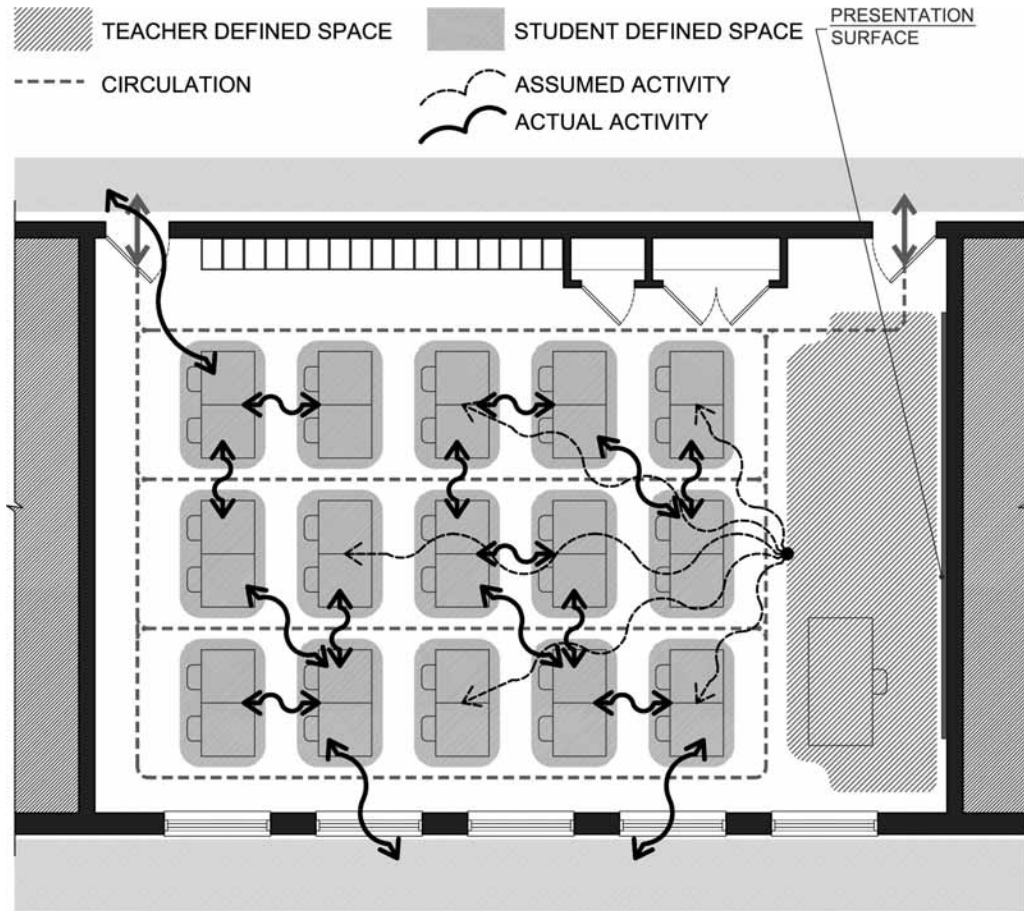 TEACHER DEFINED SPACE
STUDENT DEFINED SPACE
PRESENTATION
SURFACE
CIRCULATION
ASSUMED ACTIVITY
ACTUAL ACTIVITY